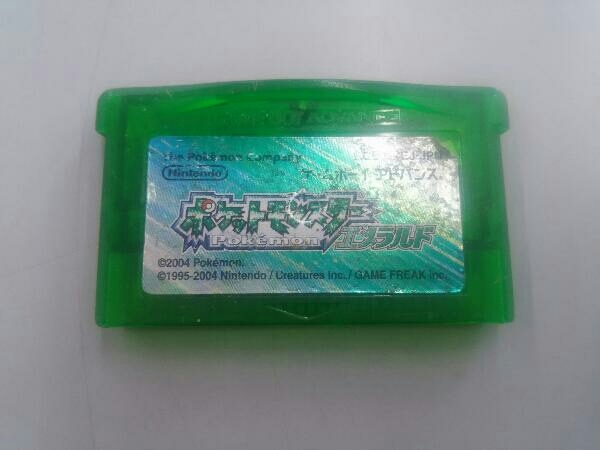 The Pokémon Company
Nintendo
ゲームボーイアドバンス
ポケットモンスター
Pokémon エメラルド
©2004 Pokémon.
©1995-2004 Nintendo / Creatures inc. / GAME FREAK inc.